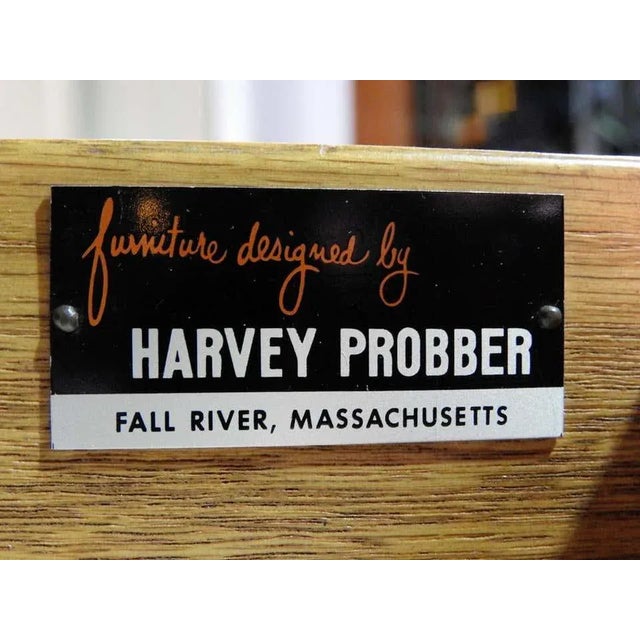 furniture designed by
HARVEY PROBBER
FALL RIVER, MASSACHUSETTS